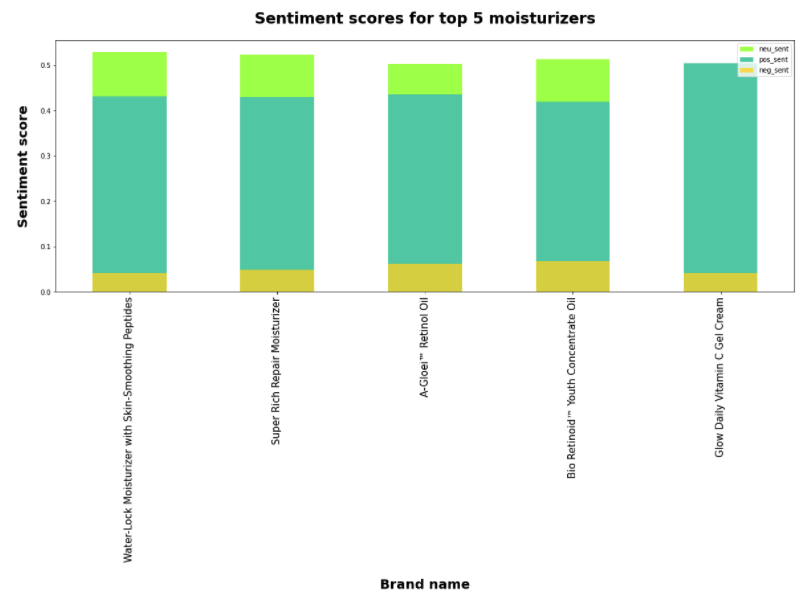 Sentiment scores for top 5 moisturizers
neu_sent
pos_sent
neg_sent
Sentiment score
0.5
0.4
0.3
0.2
0.1
0.0
Water-Lock Moisturizer with Skin-Smoothing Peptides
Super Rich Repair Moisturizer
A-Gloei™ Retinol Oil
Bio Retinoid™ Youth Concentrate Oil
Glow Daily Vitamin C Gel Cream
Brand name